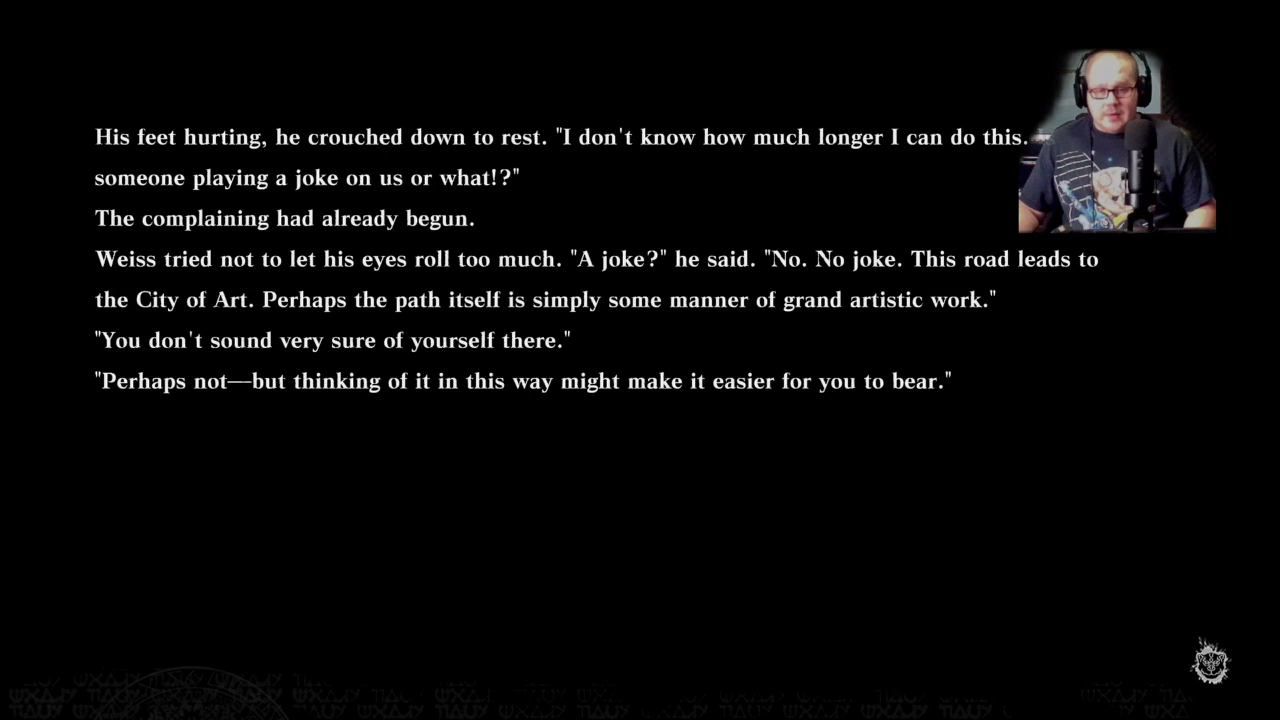 His feet hurting, he crouched down to rest. "I don't know how much longer I can do this.
someone playing a joke on us or what!?"
The complaining had already begun.
Weiss tried not to let his eyes roll too much. "A joke?" he said. "No. No joke. This road leads to
the City of Art. Perhaps the path itself is simply some manner of grand artistic work."
"You don't sound very sure of yourself there."
"Perhaps not—but thinking of it in this way might make it easier for you to bear."